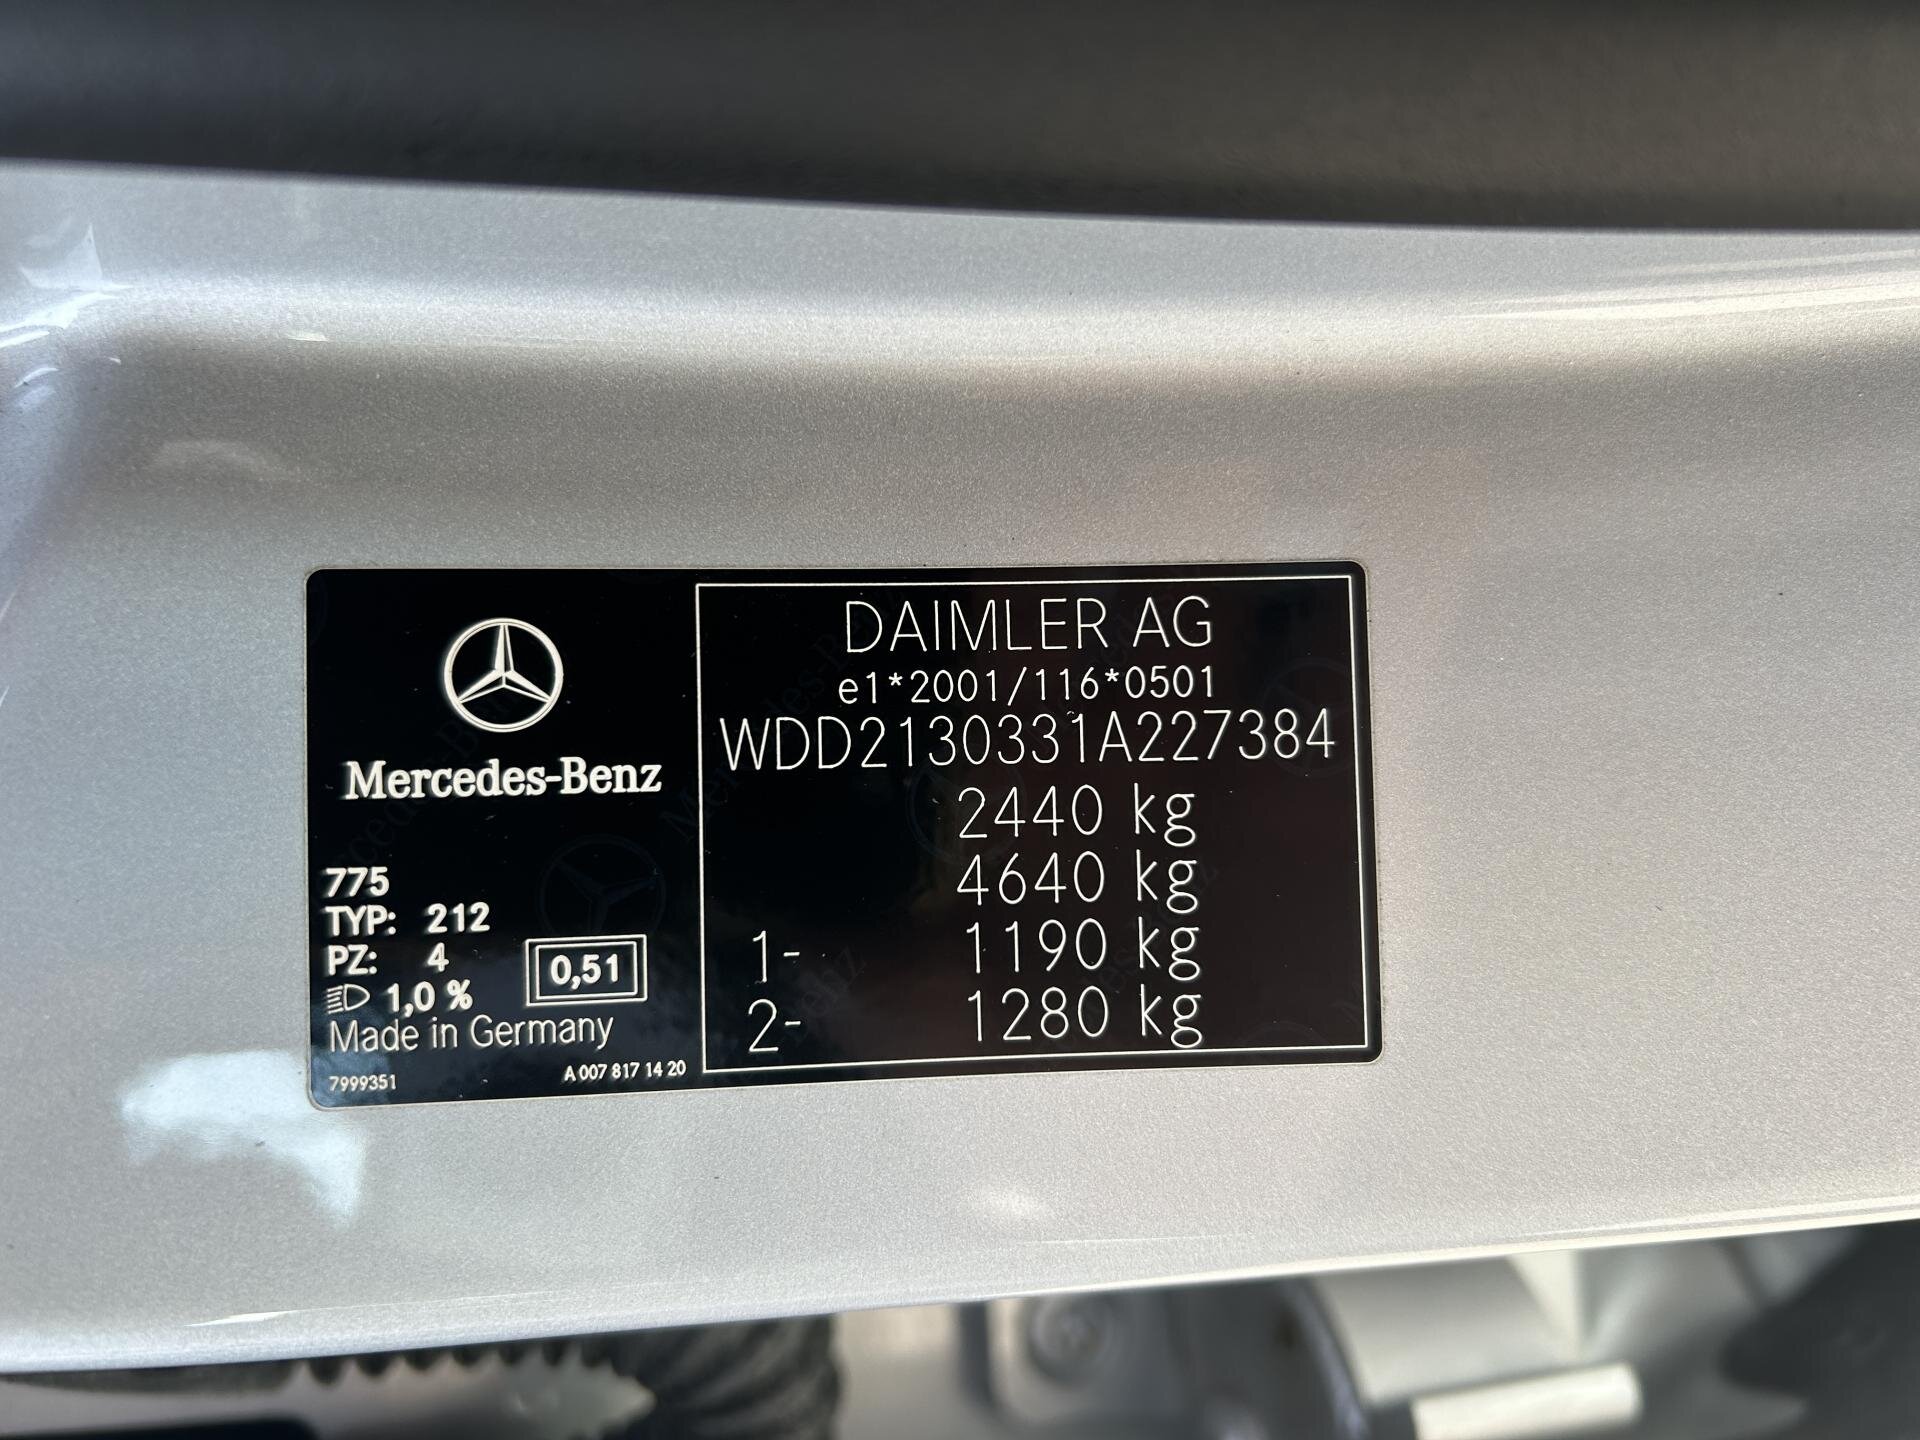 Mercedes-Benz
775
TYP: 212
PZ: 4
1,0 %
0,51
Made in Germany
7999351
A 007 817 14 20
DAIMLER AG
e1*2001/116*0501
WDD2130331A227384
2440 kg
4640 kg
1- 1190 kg
2- 1280 kg